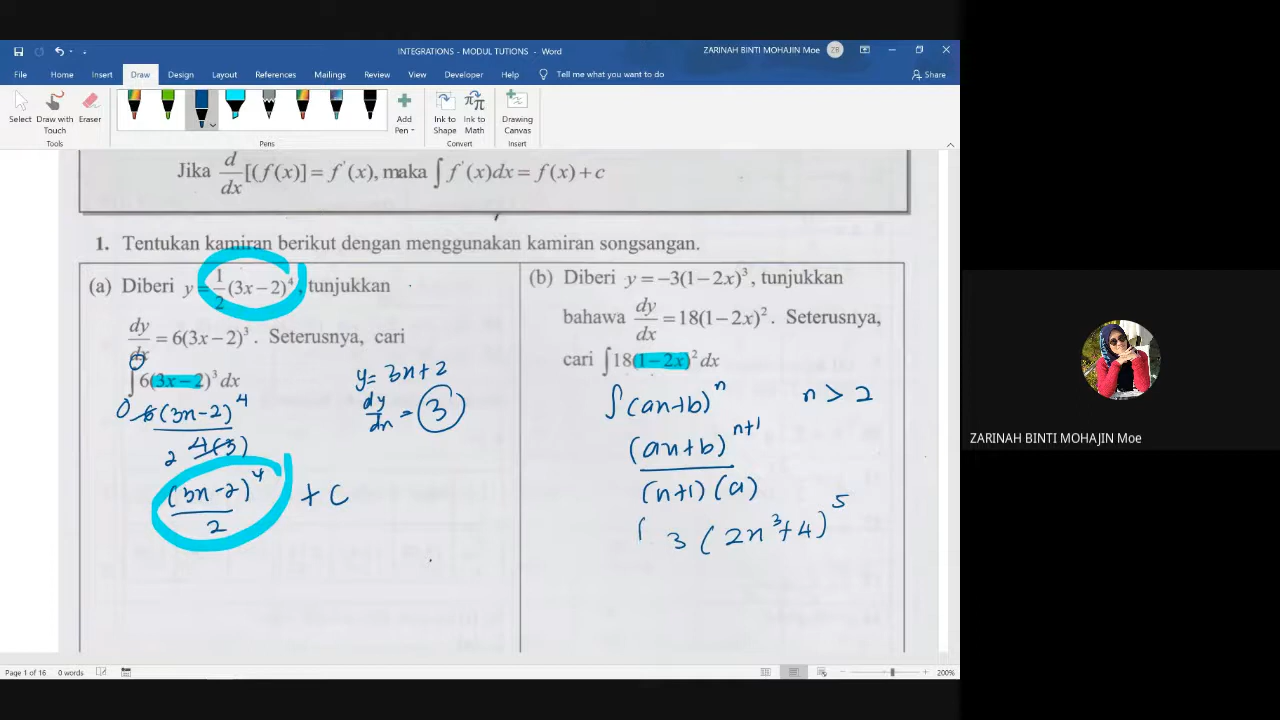 INTEGRATIONS - MODUL TUTIONS - Word
ZARINAH BINTI MOHAJIN Moe ZB
File Home Insert Draw Design Layout References Mailings Review View Developer Help Tell me what you want to do Share
Select Draw with Touch Eraser Add Pen Ink to Shape Ink to Math Drawing Canvas
Tools Pens Convert Insert
Jika d/dx[(f(x)] = f'(x), maka ∫f'(x)dx = f(x) + c
1. Tentukan kamiran berikut dengan menggunakan kamiran songsangan.
(a) Diberi y = 1/2(3x − 2)⁴, tunjukkan
dy/dx = 6(3x − 2)³. Seterusnya, cari
∫6(3x − 2)³ dx
6(3x-2)⁴
2 4(3)
(3x-2)⁴/2 + C
y = 3x + 2
dy/dx = 3
(b) Diberi y = −3(1 − 2x)³, tunjukkan
bahawa dy/dx = 18(1 − 2x)². Seterusnya,
cari ∫18(1 − 2x)² dx
∫(ax+b)ⁿ n > 2
(ax+b)ⁿ⁺¹
(n+1)(a)
3(2x³+4)⁵
ZARINAH BINTI MOHAJIN Moe
Page 1 of 16 0 words 200%